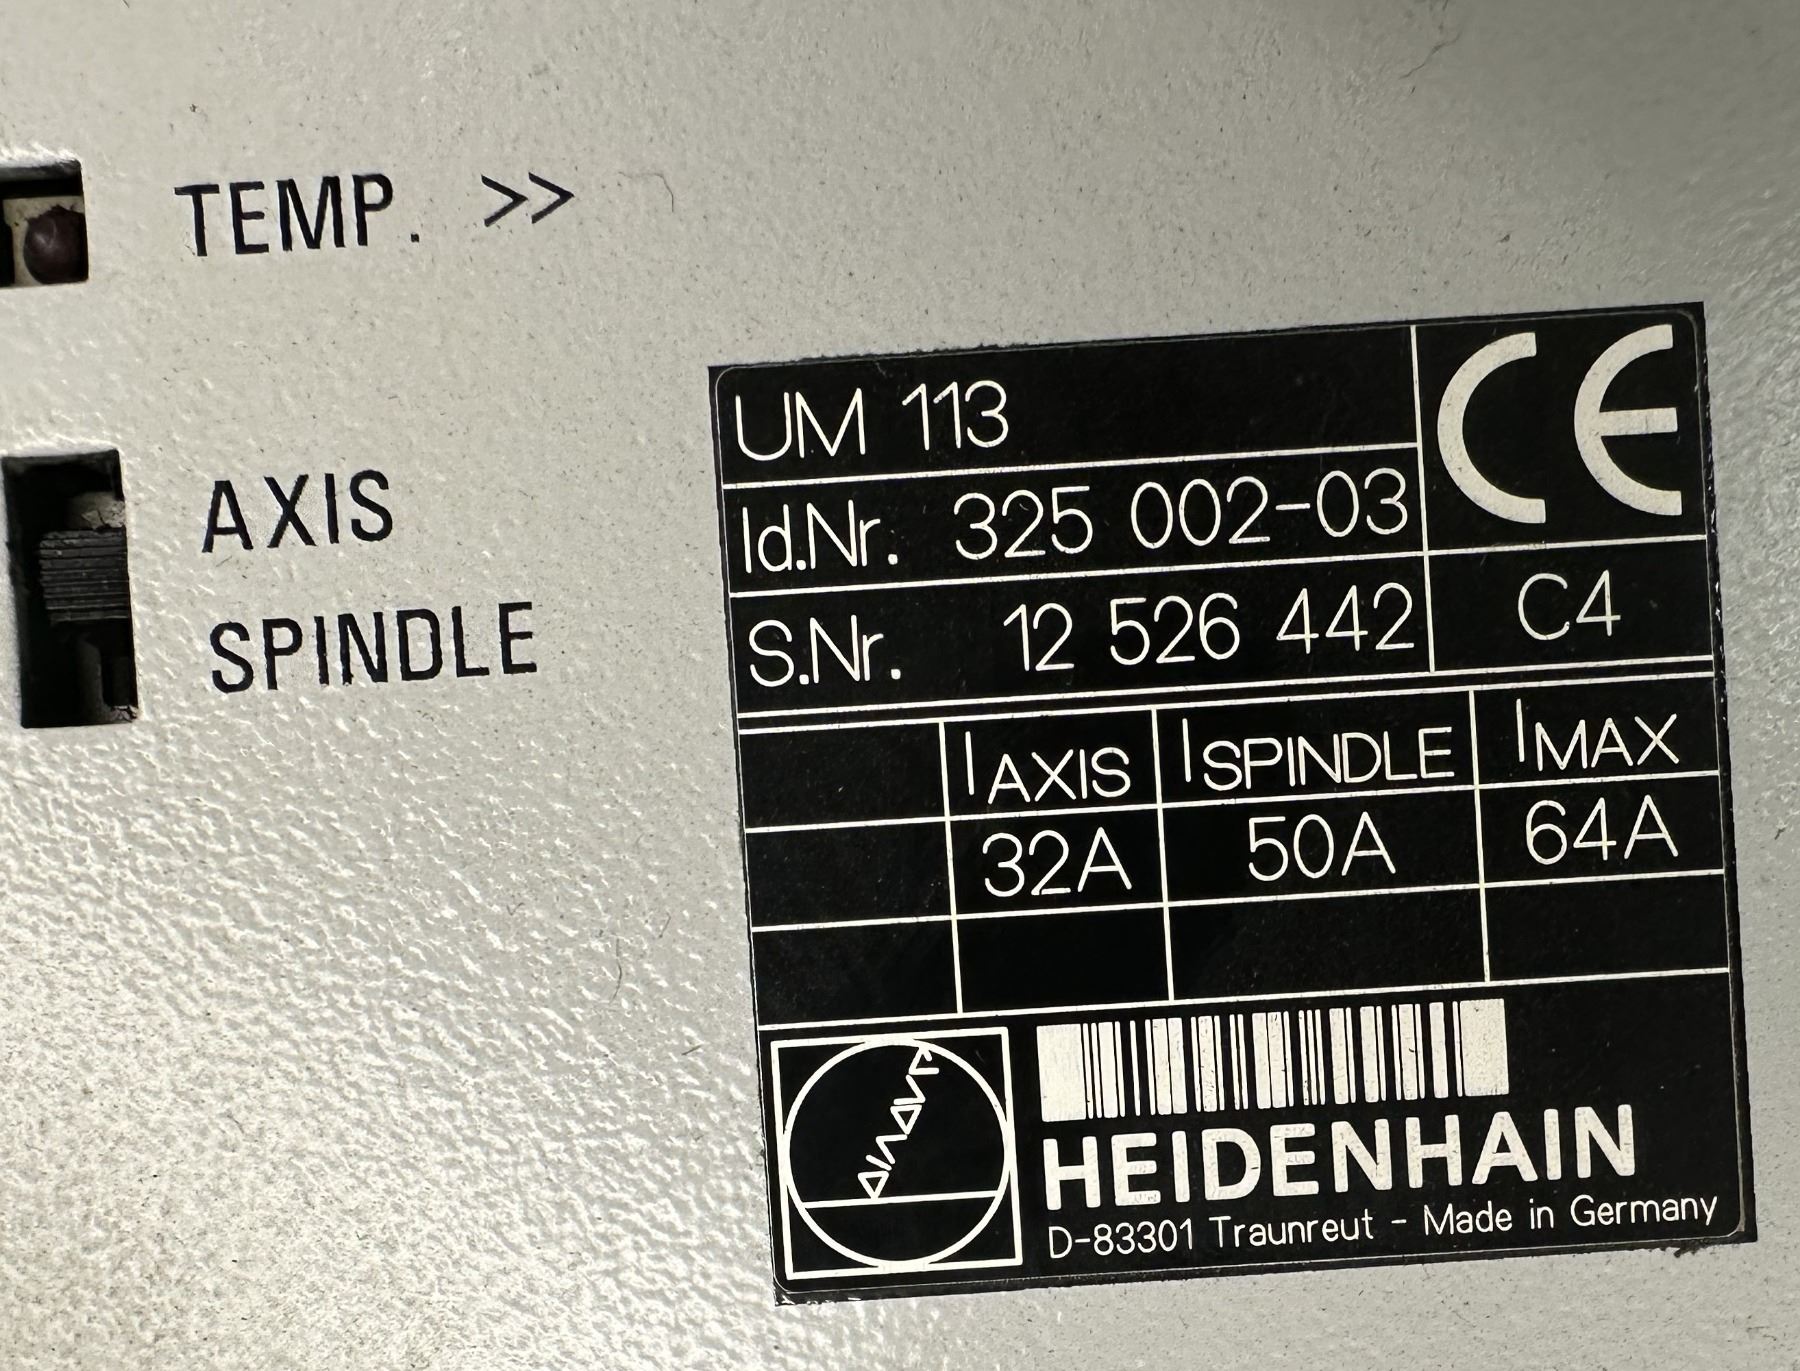 TEMP. >>
AXIS
SPINDLE
UM 113
CE
Id.Nr. 325 002-03
S.Nr. 12 526 442
C4
IAXIS ISPINDLE IMAX
32A 50A 64A
HEIDENHAIN
D-83301 Traunreut - Made in Germany